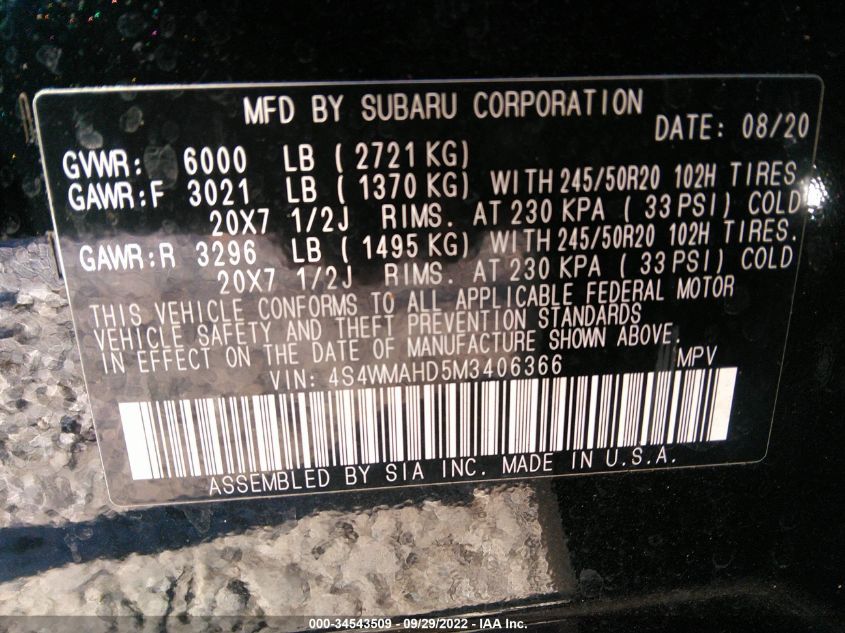 MFD BY SUBARU CORPORATION
DATE: 08/20
GVWR: 6000 LB ( 2721 KG)
GAWR:F 3021 LB ( 1370 KG) WITH 245/50R20 102H TIRES
20X7 1/2J RIMS. AT 230 KPA ( 33 PSI) COLD
GAWR:R 3296 LB ( 1495 KG) WITH 245/50R20 102H TIRES.
20X7 1/2J RIMS. AT 230 KPA ( 33 PSI) COLD
THIS VEHICLE CONFORMS TO ALL APPLICABLE FEDERAL MOTOR
VEHICLE SAFETY AND THEFT PREVENTION STANDARDS
IN EFFECT ON THE DATE OF MANUFACTURE SHOWN ABOVE.
VIN: 4S4WMAHD5M3406366 MPV
ASSEMBLED BY SIA INC. MADE IN U.S.A.
000-34543509 - 09/29/2022 - IAA Inc.